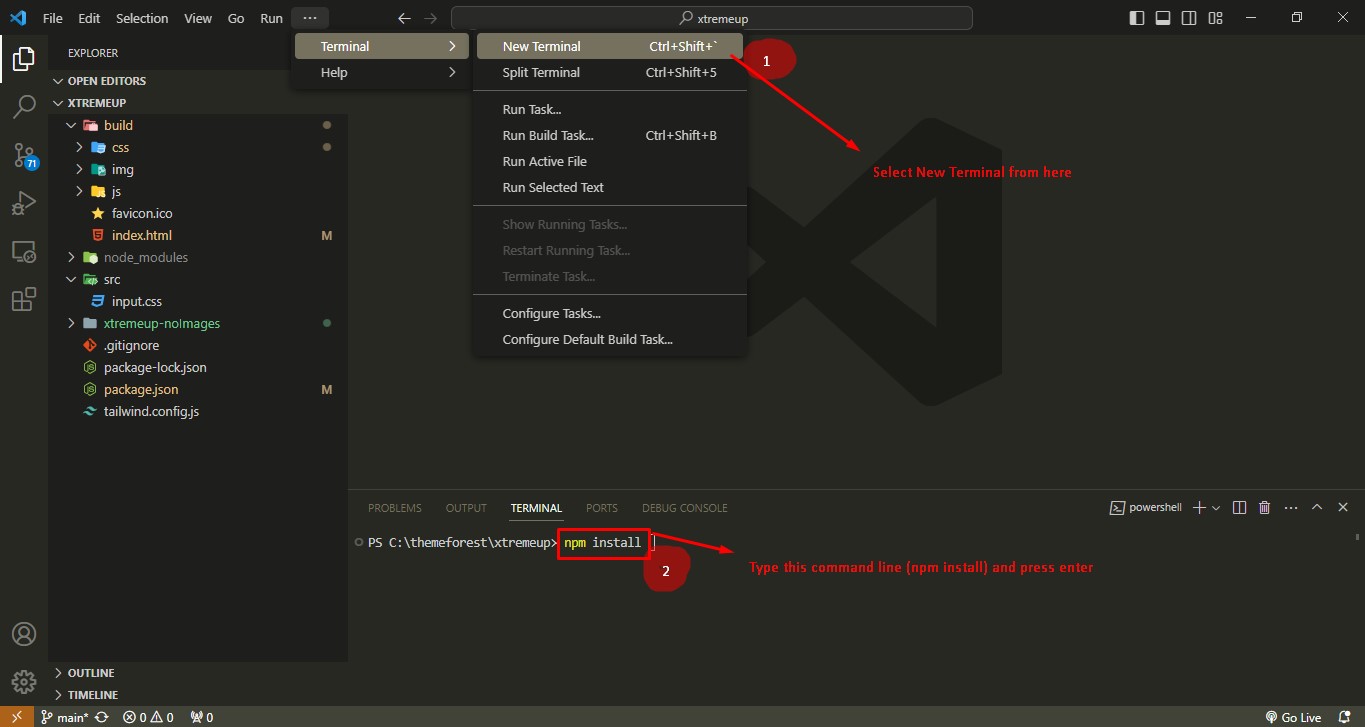 File Edit Selection View Go Run ···
xtremeup
EXPLORER
OPEN EDITORS
XTREMEUP
build
css
img
js
favicon.ico
index.html M
node_modules
src
input.css
xtremeup-noImages
.gitignore
package-lock.json
package.json M
tailwind.config.js
71
OUTLINE
TIMELINE
Terminal
Help
New Terminal Ctrl+Shift+`
Split Terminal Ctrl+Shift+5
Run Task...
Run Build Task... Ctrl+Shift+B
Run Active File
Run Selected Text
Show Running Tasks...
Restart Running Task...
Terminate Task...
Configure Tasks...
Configure Default Build Task...
1
Select New Terminal from here
PROBLEMS OUTPUT TERMINAL PORTS DEBUG CONSOLE
powershell
PS C:\themeforest\xtremeup> npm install
2
Type this command line (npm install) and press enter
main* 0 0 0
Go Live